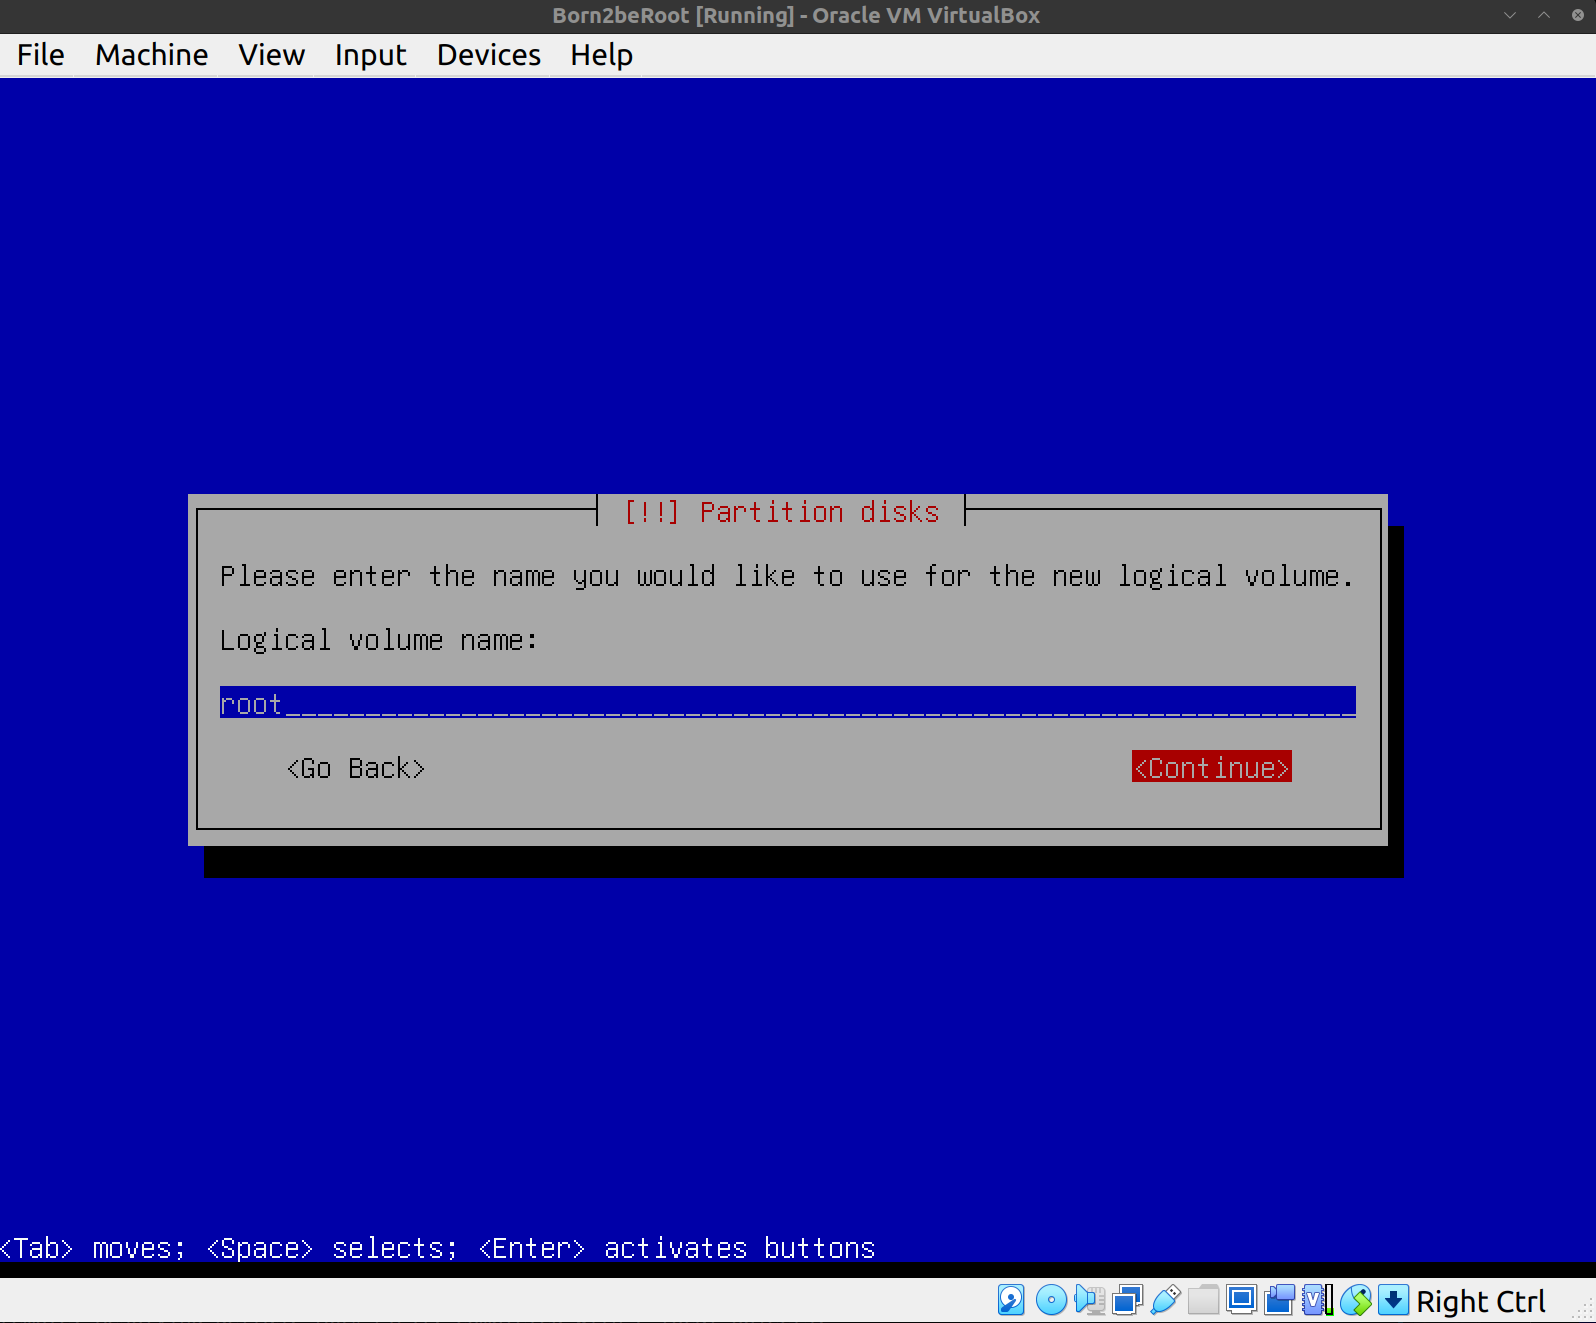 Born2beRoot [Running] - Oracle VM VirtualBox
File Machine View Input Devices Help
[!!] Partition disks
Please enter the name you would like to use for the new logical volume.
Logical volume name:
root
<Go Back> <Continue>
<Tab> moves; <Space> selects; <Enter> activates buttons
Right Ctrl